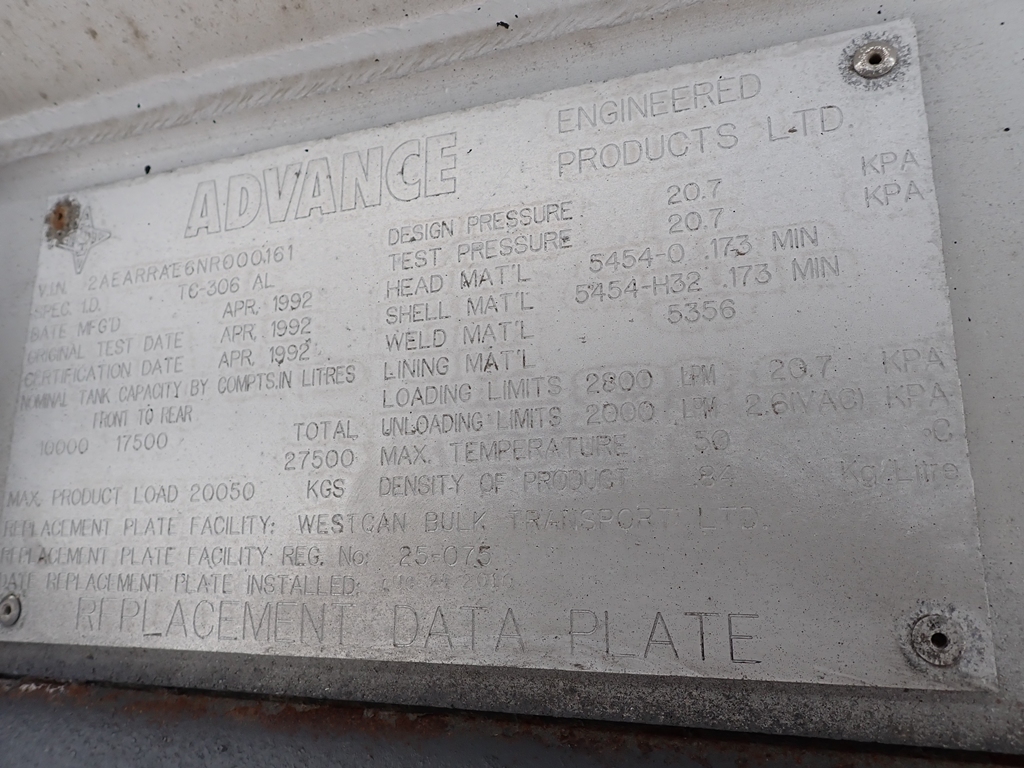 ADVANCE ENGINEERED
PRODUCTS LTD.
V.I.N. 2AEARRAE6NR000161
SPEC. I.D. TC-306 AL
DATE MFG'D APR. 1992
ORIGINAL TEST DATE APR. 1992
CERTIFICATION DATE APR. 1992
NOMINAL TANK CAPACITY BY COMPTS.IN LITRES
FRONT TO REAR
10000 17500
TOTAL
27500
MAX. PRODUCT LOAD 20050 KGS
DESIGN PRESSURE 20.7 KPA
TEST PRESSURE 20.7 KPA
HEAD MAT'L 5454-0 .173 MIN
SHELL MAT'L 5454-H32 .173 MIN
WELD MAT'L 5356
LINING MAT'L
LOADING LIMITS 2800 LPM 20.7 KPA
UNLOADING LIMITS 2000 LPM 2.6(VAC) KPA
MAX. TEMPERATURE 50 °C
DENSITY OF PRODUCT .84 Kg/Litre
REPLACEMENT PLATE FACILITY: WESTCAN BULK TRANSPORT LTD.
REPLACEMENT PLATE FACILITY REG. No: 25-075
DATE REPLACEMENT PLATE INSTALLED:
REPLACEMENT DATA PLATE